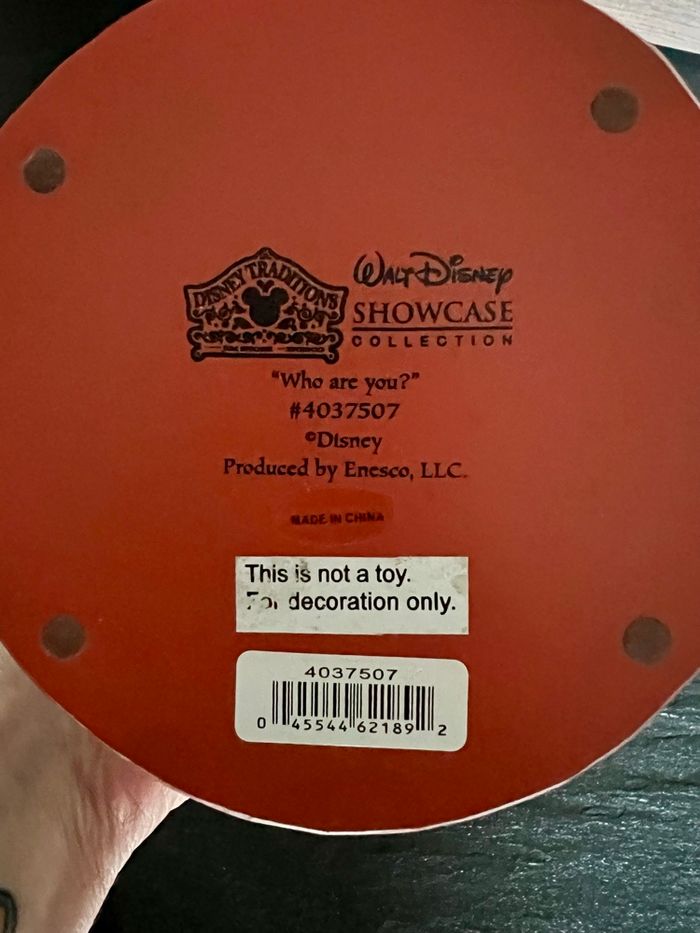 DISNEY TRADITIONS
WALT DISNEY
SHOWCASE
COLLECTION
"Who are you?"
#4037507
©Disney
Produced by Enesco, LLC.
MADE IN CHINA
This is not a toy.
For decoration only.
4037507
0 45544 62189 2